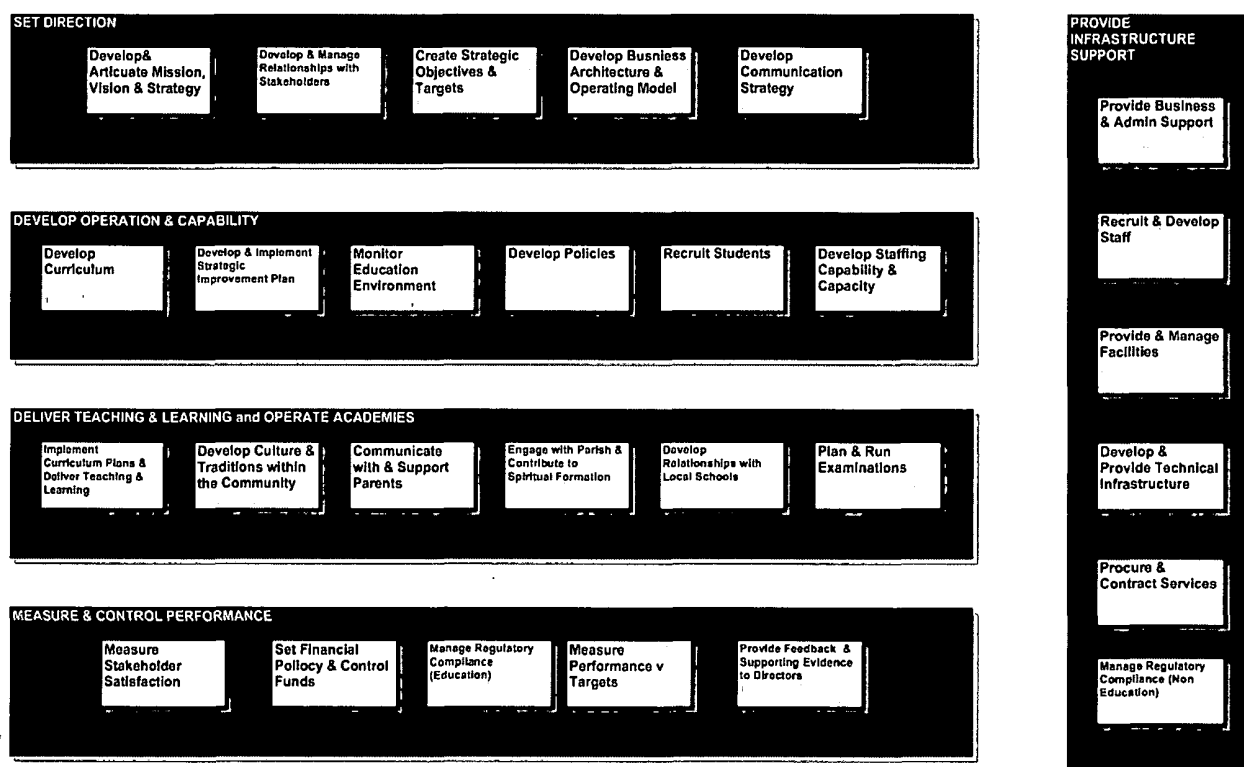 SET DIRECTION
Develop&
Articuate Mission,
Vision & Strategy
Develop & Manage
Relationships with
Stakeholders
Create Strategic
Objectives &
Targets
Develop Busniess
Architecture &
Operating Model
Develop
Communication
Strategy
DEVELOP OPERATION & CAPABILITY
Develop
Curriculum
Develop & Implement
Strategic
Improvement Plan
Monitor
Education
Environment
Develop Policies
Recruit Students
Develop Staffing
Capability &
Capacity
DELIVER TEACHING & LEARNING and OPERATE ACADEMIES
Implement
Curriculum Plans &
Deliver Teaching &
Learning
Develop Culture &
Traditions within
the Community
Communicate
with & Support
Parents
Engage with Parish &
Contribute to
Spiritual Formation
Develop
Relationships with
Local Schools
Plan & Run
Examinations
MEASURE & CONTROL PERFORMANCE
Measure
Stakeholder
Satisfaction
Set Financial
Pollocy & Control
Funds
Manage Regulatory
Compliance
(Education)
Measure
Performance v
Targets
Provide Feedback &
Supporting Evidence
to Directors
PROVIDE
INFRASTRUCTURE
SUPPORT
Provide Business
& Admin Support
Recruit & Develop
Staff
Provide & Manage
Facilities
Develop &
Provide Technical
Infrastructure
Procure &
Contract Services
Manage Regulatory
Compliance (Non
Education)